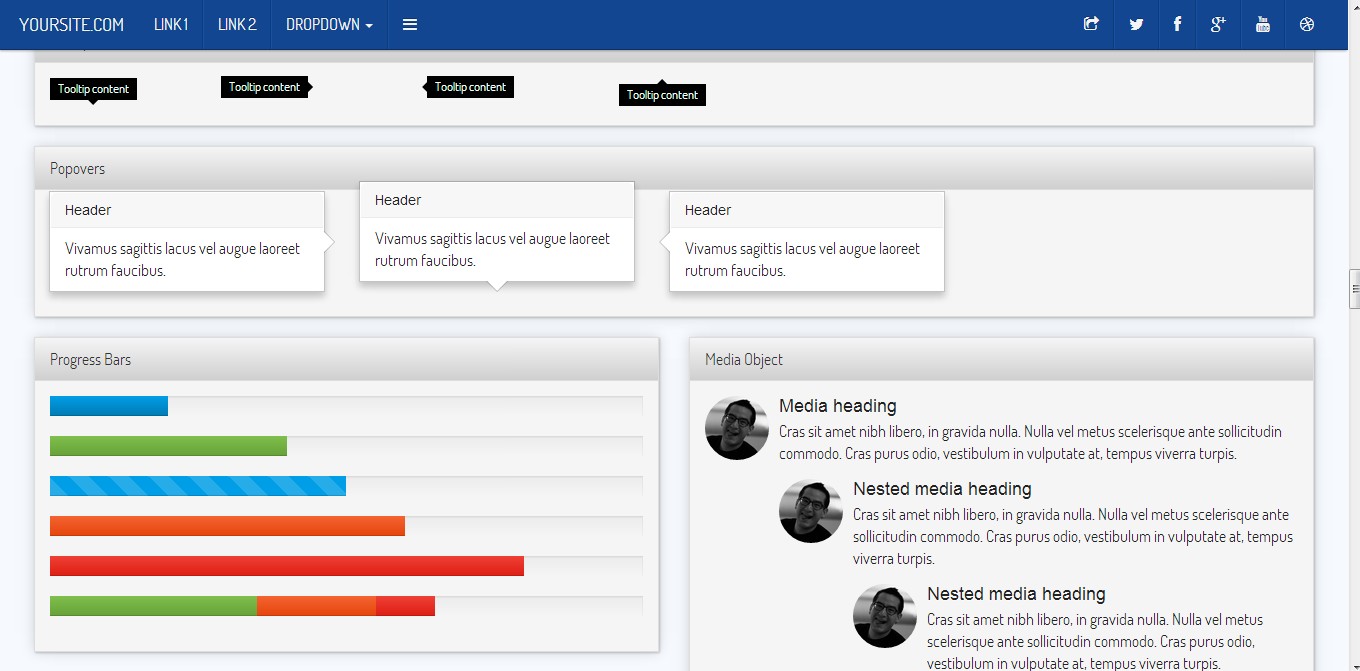 YOURSITE.COM LINK 1 LINK 2 DROPDOWN
Tooltip content Tooltip content Tooltip content Tooltip content
Popovers
Header
Vivamus sagittis lacus vel augue laoreet
rutrum faucibus.
Header
Vivamus sagittis lacus vel augue laoreet
rutrum faucibus.
Header
Vivamus sagittis lacus vel augue laoreet
rutrum faucibus.
Progress Bars
Media Object
Media heading
Cras sit amet nibh libero, in gravida nulla. Nulla vel metus scelerisque ante sollicitudin
commodo. Cras purus odio, vestibulum in vulputate at, tempus viverra turpis.
Nested media heading
Cras sit amet nibh libero, in gravida nulla. Nulla vel metus scelerisque ante
sollicitudin commodo. Cras purus odio, vestibulum in vulputate at, tempus
viverra turpis.
Nested media heading
Cras sit amet nibh libero, in gravida nulla. Nulla vel metus
scelerisque ante sollicitudin commodo. Cras purus odio,
vestibulum in vulputate at, tempus viverra turpis.